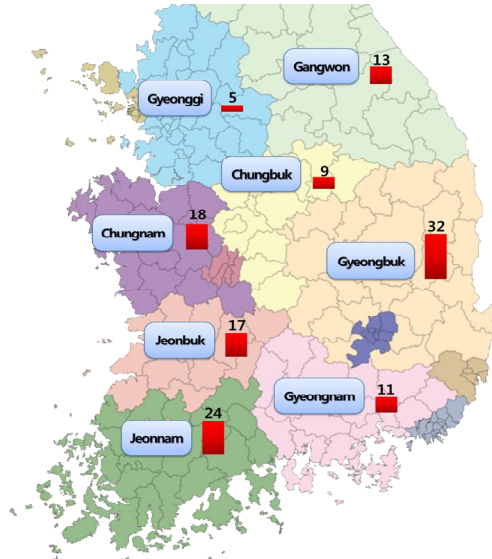 Gangwon
13
Gyeonggi
5
Chungbuk
9
Chungnam
18
Gyeongbuk
32
Jeonbuk
17
Gyeongnam
11
Jeonnam
24